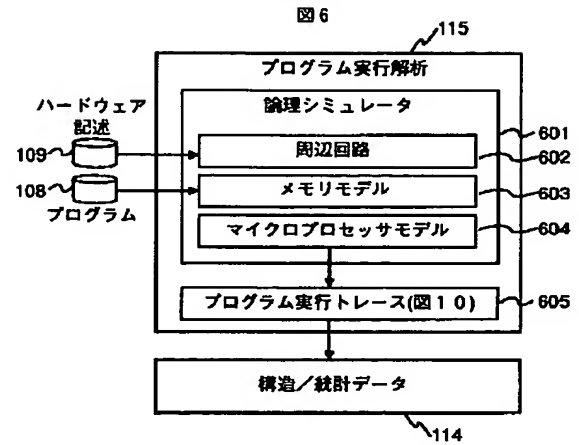 図6
115
プログラム実行解析
論理シミュレータ
ハードウェア
記述
601
109
周辺回路
602
108
メモリモデル
603
プログラム
マイクロプロセッサモデル
604
プログラム実行トレース(図10)
605
構造/統計データ
114